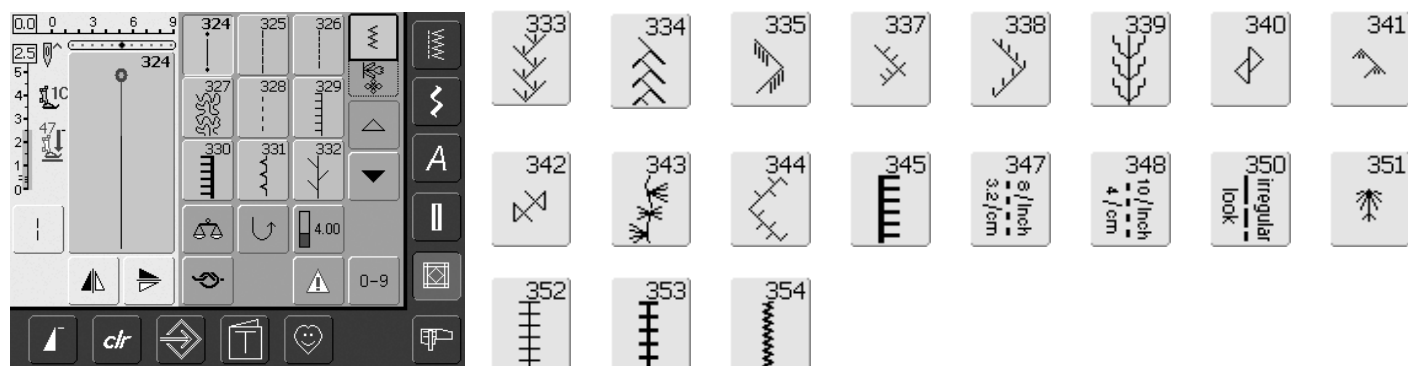 0.0 0 3 6 9
324 325 326
2.5
324
5
4
1C
327 328 329
3
47
2
330 331 332
1
0
4.00
0-9
clr
T
A
333 334 335 337 338 339 340 341
342 343 344 345 347 348 350 351
8/Inch
3.2/cm
10/Inch
4/cm
irregular
look
352 353 354